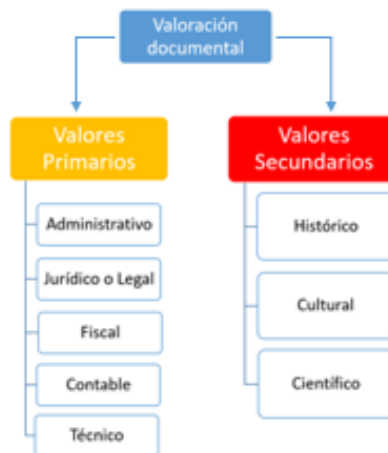 Valoración
documental
Valores
Primarios
Administrativo
Jurídico o Legal
Fiscal
Contable
Técnico
Valores
Secundarios
Histórico
Cultural
Científico